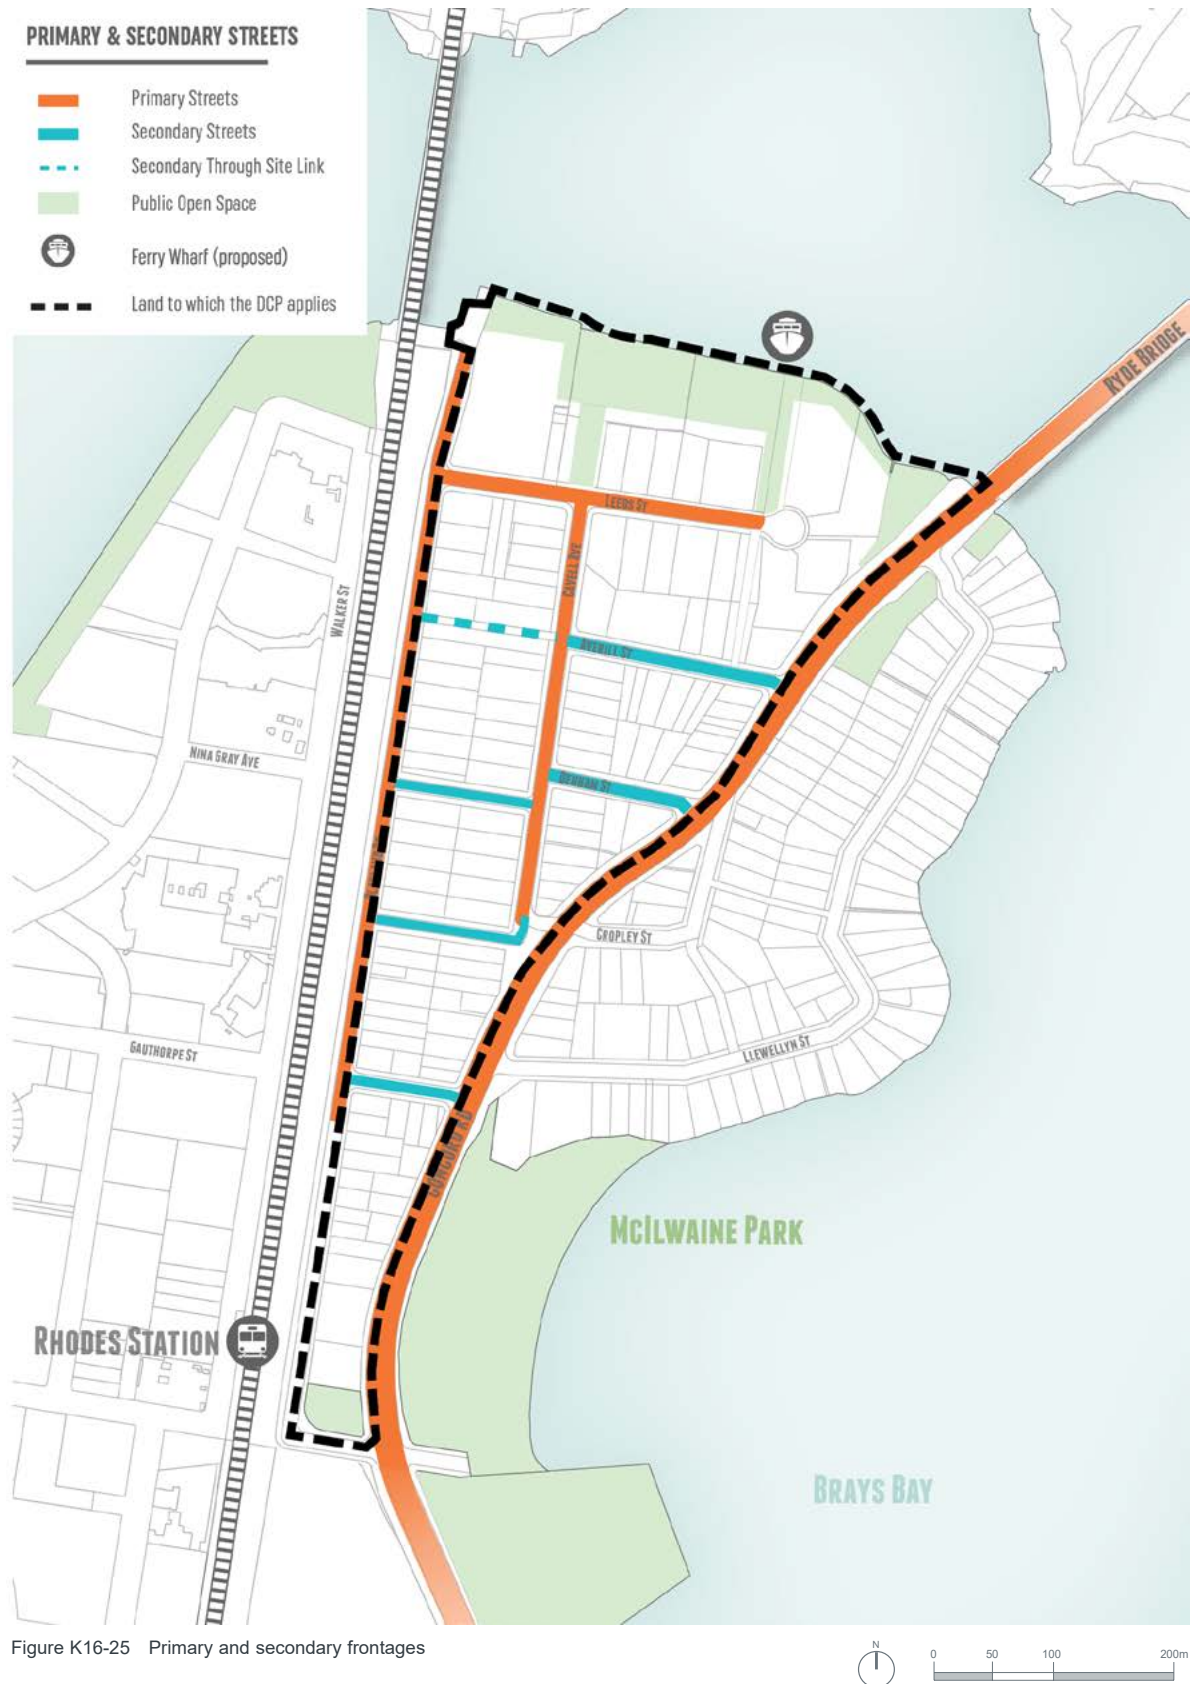 PRIMARY & SECONDARY STREETS
Primary Streets
Secondary Streets
Secondary Through Site Link
Public Open Space
Ferry Wharf (proposed)
Land to which the DCP applies
RYDE BRIDGE
LEEDS ST
CAVELL AVE
WALKER ST
AVERILL ST
NINA GRAY AVE
DENHAM ST
CROPLEY ST
GAUTHORPE ST
LLEWELLYN ST
CONCORD RD
MCILWAINE PARK
RHODES STATION
BRAYS BAY
Figure K16-25 Primary and secondary frontages
N
0 50 100 200m